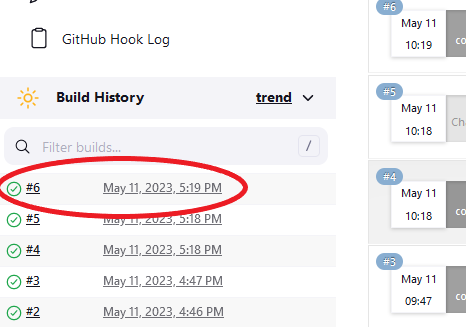 GitHub Hook Log
Build History
trend
Filter builds...
/
#6
May 11, 2023, 5:19 PM
#5
May 11, 2023, 5:18 PM
#4
May 11, 2023, 5:18 PM
#3
May 11, 2023, 4:47 PM
#2
May 11, 2023, 4:46 PM
#6
May 11
10:19
co
#5
May 11
10:18
Cha
#4
May 11
10:18
co
#3
May 11
09:47
co